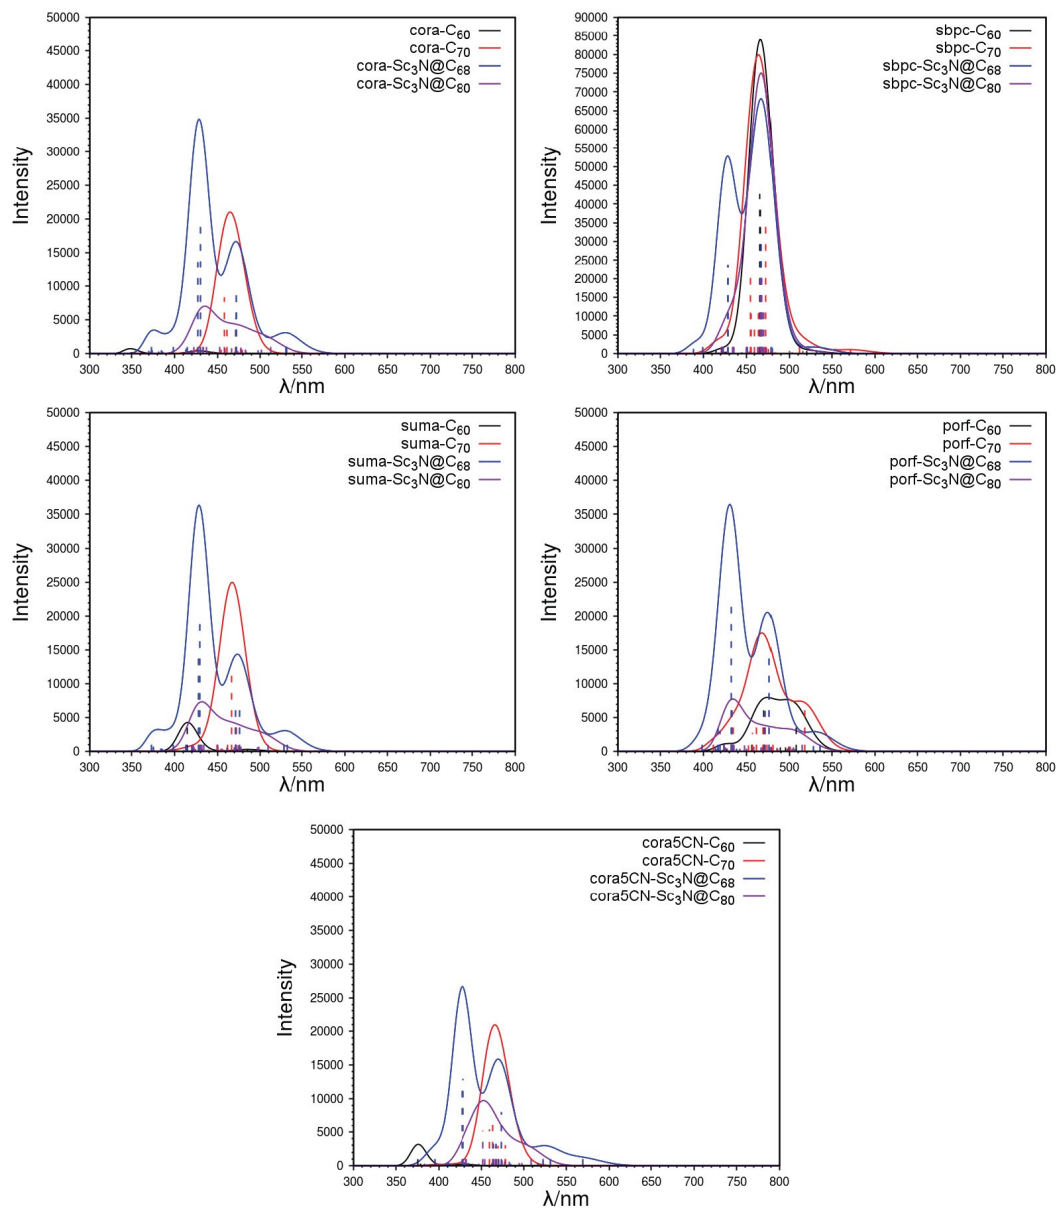 50000
45000
40000
35000
30000
25000
20000
15000
10000
5000
0
Intensity
cora-C₆₀
cora-C₇₀
cora-Sc₃N@C₆₈
cora-Sc₃N@C₈₀
300 350 400 450 500 550 600 650 700 750 800
λ/nm
90000
85000
80000
75000
70000
65000
60000
55000
50000
45000
40000
35000
30000
25000
20000
15000
10000
5000
0
Intensity
sbpc-C₆₀
sbpc-C₇₀
sbpc-Sc₃N@C₆₈
sbpc-Sc₃N@C₈₀
300 350 400 450 500 550 600 650 700 750 800
λ/nm
50000
45000
40000
35000
30000
25000
20000
15000
10000
5000
0
Intensity
suma-C₆₀
suma-C₇₀
suma-Sc₃N@C₆₈
suma-Sc₃N@C₈₀
300 350 400 450 500 550 600 650 700 750 800
λ/nm
50000
45000
40000
35000
30000
25000
20000
15000
10000
5000
0
Intensity
porf-C₆₀
porf-C₇₀
porf-Sc₃N@C₆₈
porf-Sc₃N@C₈₀
300 350 400 450 500 550 600 650 700 750 800
λ/nm
50000
45000
40000
35000
30000
25000
20000
15000
10000
5000
0
Intensity
cora5CN-C₆₀
cora5CN-C₇₀
cora5CN-Sc₃N@C₆₈
cora5CN-Sc₃N@C₈₀
300 350 400 450 500 550 600 650 700 750 800
λ/nm